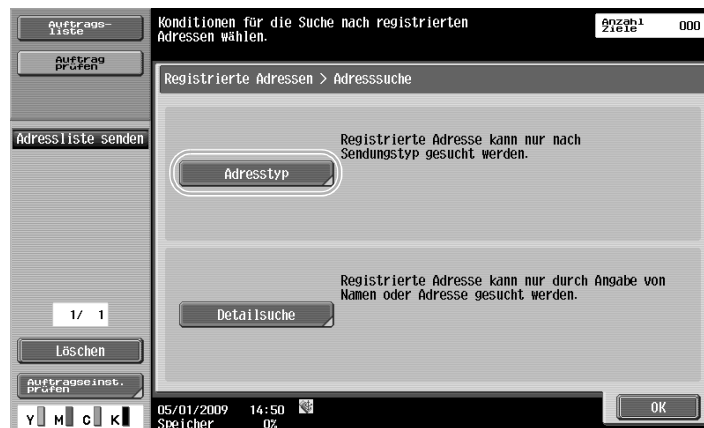 Auftrags-
liste
Auftrag
prüfen
Konditionen für die Suche nach registrierten
Adressen wählen.
Anzahl
Ziele
000
Registrierte Adressen > Adresssuche
Adressliste senden
Registrierte Adresse kann nur nach
Sendungstyp gesucht werden.
Adresstyp
Registrierte Adresse kann nur durch Angabe von
Namen oder Adresse gesucht werden.
Detailsuche
1/ 1
Löschen
Auftragseinst.
prüfen
Y M C K
05/01/2009 14:50
Speicher 0%
OK